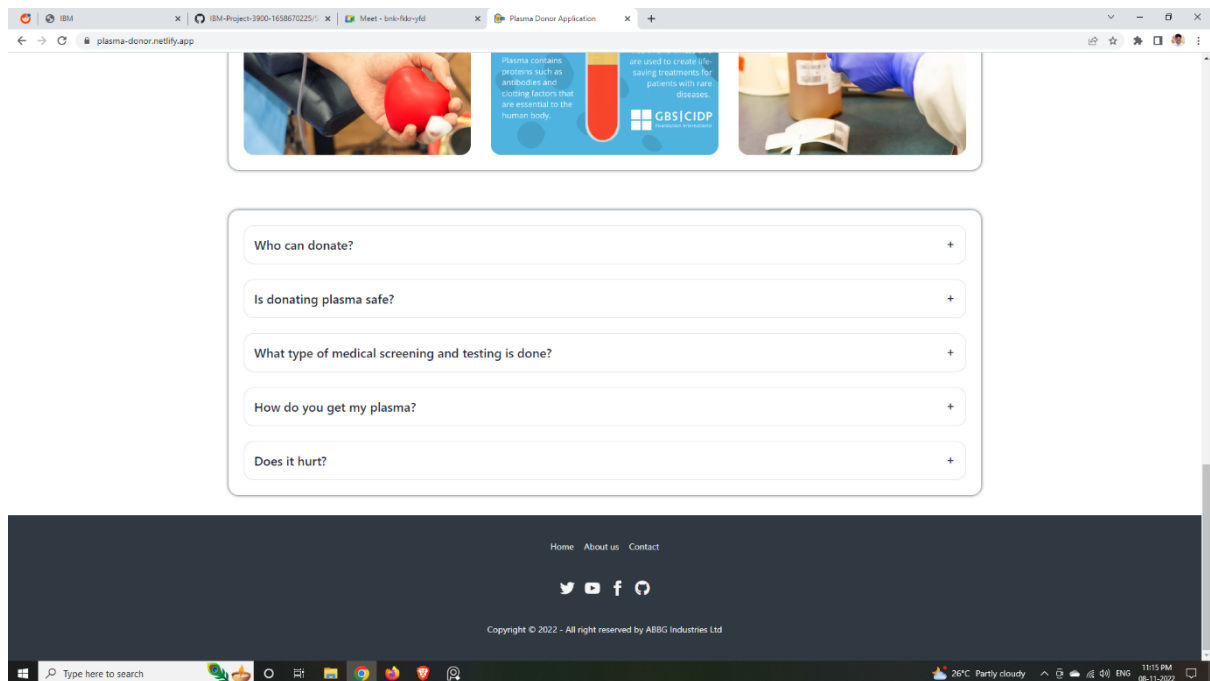 IBM
IBM-Project-3900-1658670225/
Meet - bnk-fkkr-yfd
Plasma Donor Application
plasma-donor.netlify.app
Plasma contains
proteins such as
antibodies and
clotting factors that
are essential to the
human body.
are used to create life-
saving treatments for
patients with rare
diseases.
GBS|CIDP
Who can donate?
+
Is donating plasma safe?
+
What type of medical screening and testing is done?
+
How do you get my plasma?
+
Does it hurt?
+
Home About us Contact
Copyright © 2022 - All right reserved by ABBG Industries Ltd
Type here to search
26°C Partly cloudy
ENG
11:15 PM
08-11-2022